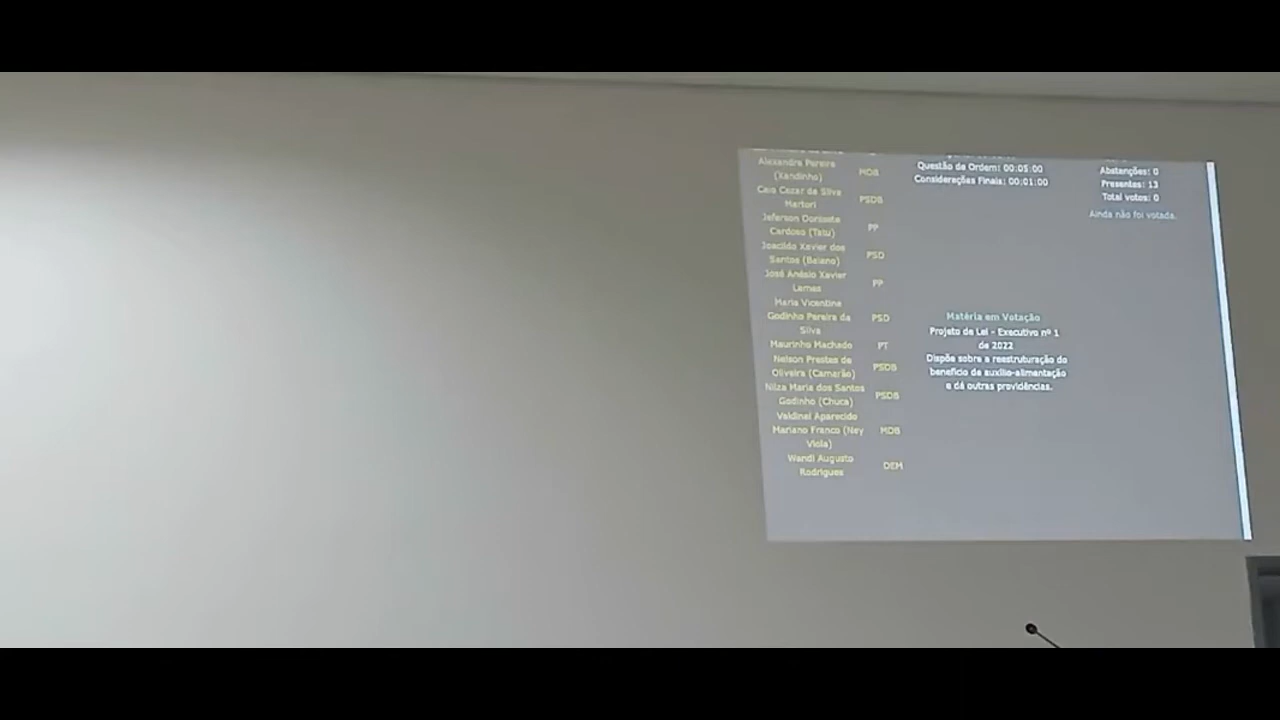 Alexandre Pereira
(Xandinho) MDB
Caio Cezar da Silva
Martori PSDB
Jeferson Dorcente
Cardoso (Tatu) PP
Joacildo Xavier dos
Santos (Baiano) PSD
José Anésio Xavier
Lemes PP
Maria Vicentina
Godinho Pereira da
Silva PSD
Maurinho Machado PT
Nelson Prestes de
Oliveira (Camarão) PSDB
Nilza Maria dos Santos
Godinho (Chuca) PSDB
Valdinei Aparecido
Mariano Franco (Ney
Viola) MDB
Wandi Augusto
Rodrigues DEM
Questão de Ordem: 00:05:00
Considerações Finais: 00:01:00
Matéria em Votação
Projeto de Lei - Executivo nº 1
de 2022
Dispõe sobre a reestruturação do
benefício de auxílio-alimentação
e dá outras providências.
Abstenções: 0
Presentes: 13
Total votos: 0
Ainda não foi votada.